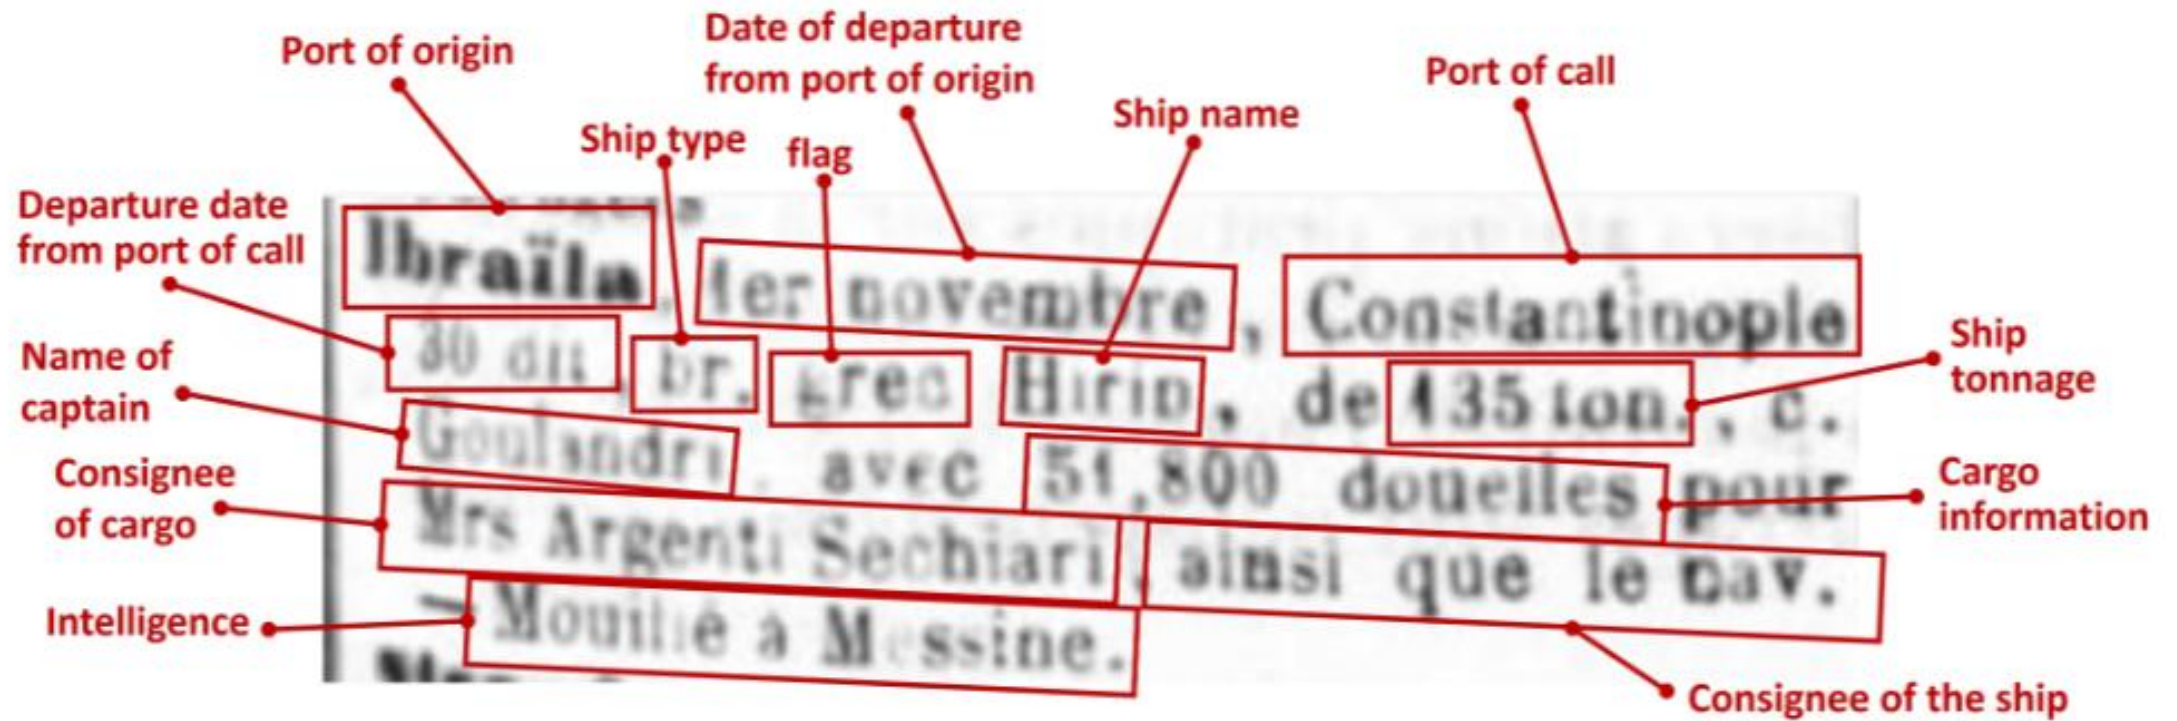 Port of origin
Date of departure
from port of origin
Port of call
Ship name
Ship type
flag
Departure date
from port of call
Name of
captain
Consignee
of cargo
Intelligence
Ship
tonnage
Cargo
information
Consignee of the ship
Ibraïla, 1er novembre, Constantinople
30 dit, br. grec Hirin, de 135 ton., c.
Goulandri, avec 51,800 douelles pour
Mrs Argenti Sechiari, ainsi que le nav.
— Mouillé à Messine.